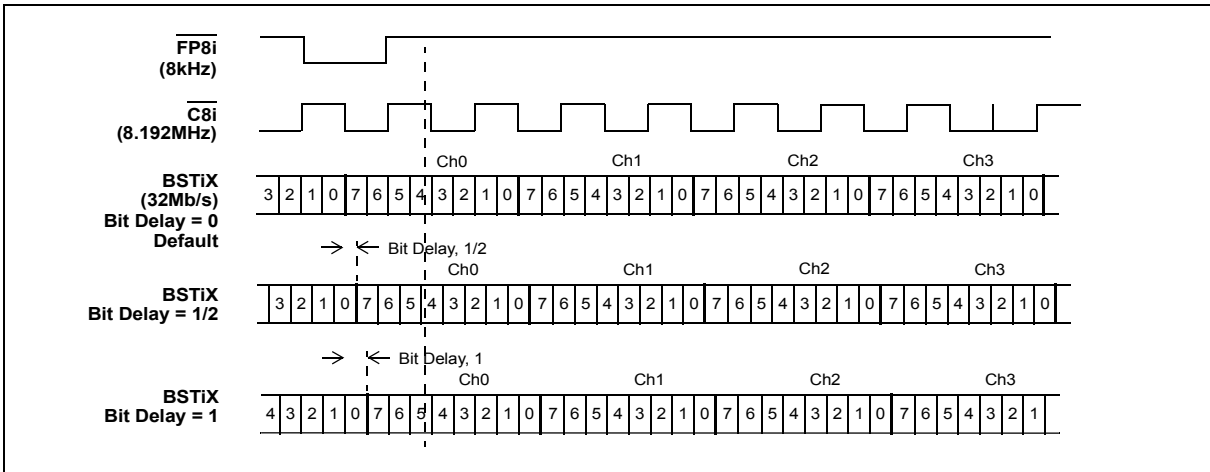 FP8i
(8kHz)
C8i
(8.192MHz)
Ch0 Ch1 Ch2 Ch3
BSTiX
(32Mb/s)
Bit Delay = 0
Default
3 2 1 0 7 6 5 4 3 2 1 0 7 6 5 4 3 2 1 0 7 6 5 4 3 2 1 0 7 6 5 4 3 2 1 0
Bit Delay, 1/2
Ch0 Ch1 Ch2 Ch3
BSTiX
Bit Delay = 1/2
3 2 1 0 7 6 5 4 3 2 1 0 7 6 5 4 3 2 1 0 7 6 5 4 3 2 1 0 7 6 5 4 3 2 1 0
Bit Delay, 1
Ch0 Ch1 Ch2 Ch3
BSTiX
Bit Delay = 1
4 3 2 1 0 7 6 5 4 3 2 1 0 7 6 5 4 3 2 1 0 7 6 5 4 3 2 1 0 7 6 5 4 3 2 1